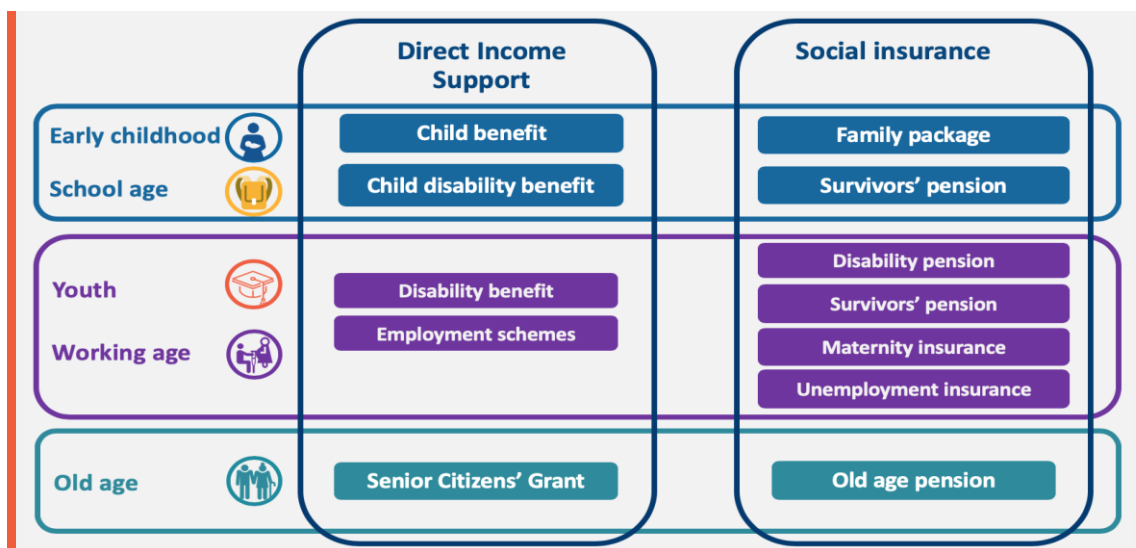 Direct Income
Support
Social insurance
Early childhood
School age
Child benefit
Child disability benefit
Family package
Survivors’ pension
Youth
Working age
Disability benefit
Employment schemes
Disability pension
Survivors’ pension
Maternity insurance
Unemployment insurance
Old age
Senior Citizens’ Grant
Old age pension